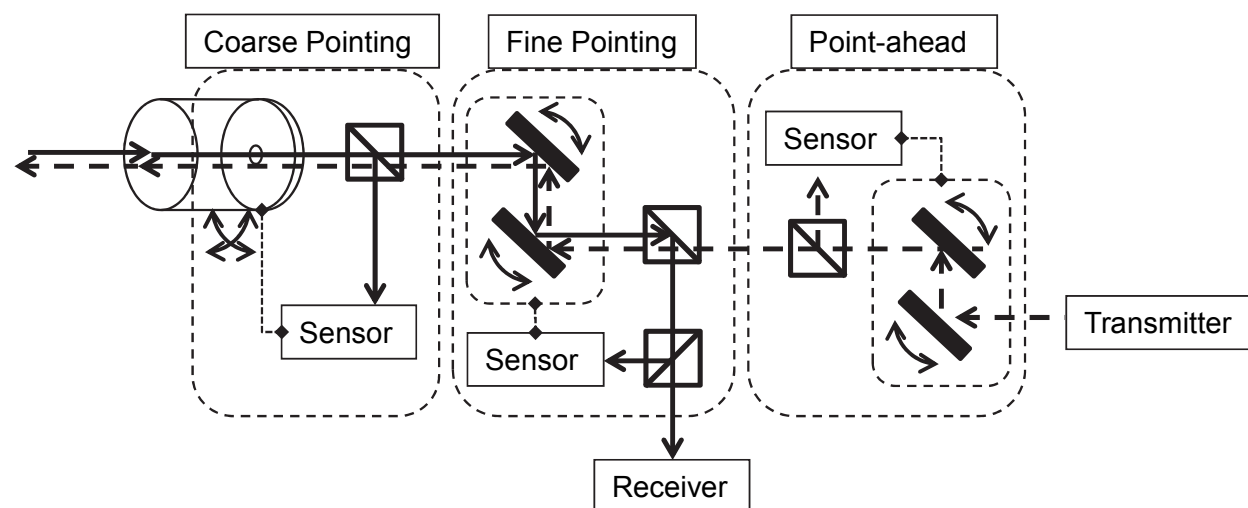 Coarse Pointing
Fine Pointing
Point-ahead
Sensor
Sensor
Sensor
Transmitter
Receiver